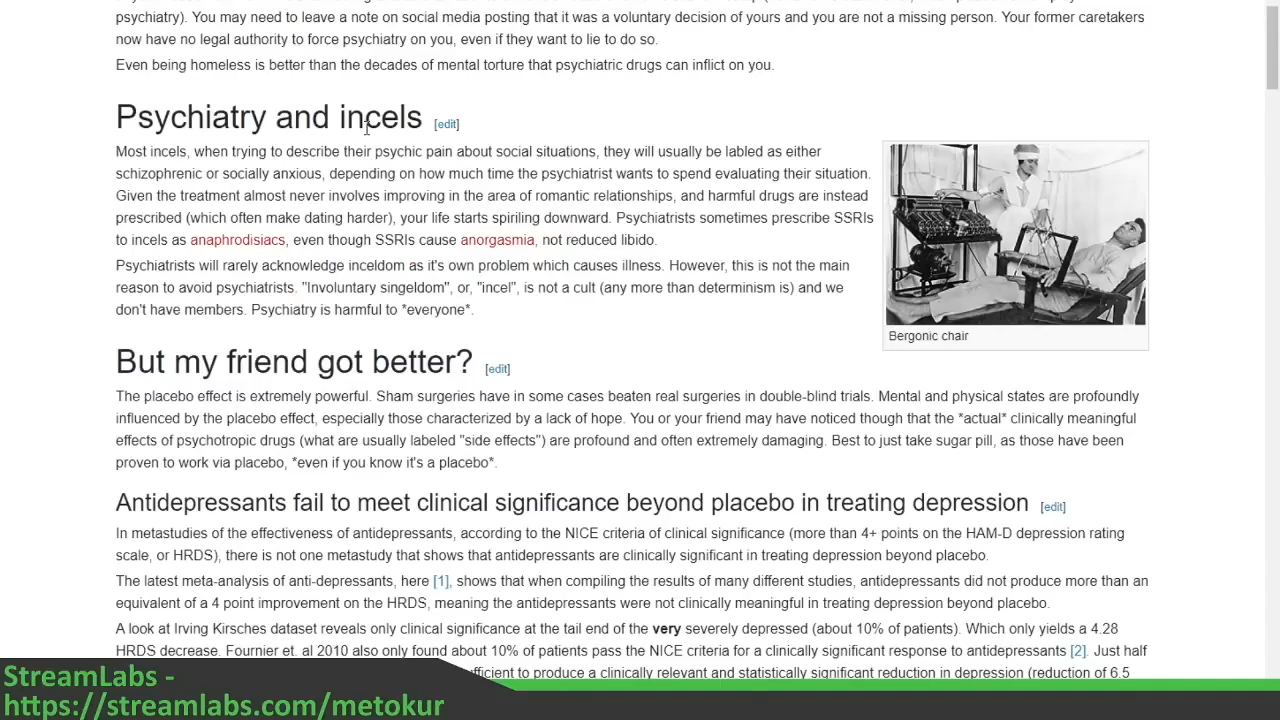 psychiatry). You may need to leave a note on social media posting that it was a voluntary decision of yours and you are not a missing person. Your former caretakers
now have no legal authority to force psychiatry on you, even if they want to lie to do so.
Even being homeless is better than the decades of mental torture that psychiatric drugs can inflict on you.
Psychiatry and incels [edit]
Most incels, when trying to describe their psychic pain about social situations, they will usually be labled as either
schizophrenic or socially anxious, depending on how much time the psychiatrist wants to spend evaluating their situation.
Given the treatment almost never involves improving in the area of romantic relationships, and harmful drugs are instead
prescribed (which often make dating harder), your life starts spiriling downward. Psychiatrists sometimes prescribe SSRIs
to incels as anaphrodisiacs, even though SSRIs cause anorgasmia, not reduced libido.
Psychiatrists will rarely acknowledge inceldom as it's own problem which causes illness. However, this is not the main
reason to avoid psychiatrists. "Involuntary singeldom", or, "incel", is not a cult (any more than determinism is) and we
don't have members. Psychiatry is harmful to *everyone*.
Bergonic chair
But my friend got better? [edit]
The placebo effect is extremely powerful. Sham surgeries have in some cases beaten real surgeries in double-blind trials. Mental and physical states are profoundly
influenced by the placebo effect, especially those characterized by a lack of hope. You or your friend may have noticed though that the *actual* clinically meaningful
effects of psychotropic drugs (what are usually labeled "side effects") are profound and often extremely damaging. Best to just take sugar pill, as those have been
proven to work via placebo, *even if you know it's a placebo*.
Antidepressants fail to meet clinical significance beyond placebo in treating depression [edit]
In metastudies of the effectiveness of antidepressants, according to the NICE criteria of clinical significance (more than 4+ points on the HAM-D depression rating
scale, or HRDS), there is not one metastudy that shows that antidepressants are clinically significant in treating depression beyond placebo.
The latest meta-analysis of anti-depressants, here [1], shows that when compiling the results of many different studies, antidepressants did not produce more than an
equivalent of a 4 point improvement on the HRDS, meaning the antidepressants were not clinically meaningful in treating depression beyond placebo.
A look at Irving Kirsches dataset reveals only clinical significance at the tail end of the very severely depressed (about 10% of patients). Which only yields a 4.28
HRDS decrease. Fournier et. al 2010 also only found about 10% of patients pass the NICE criteria for a clinically significant response to antidepressants [2]. Just half
to produce a clinically relevant and statistically significant reduction in depression (reduction of 6.5
StreamLabs -
https://streamlabs.com/metokur